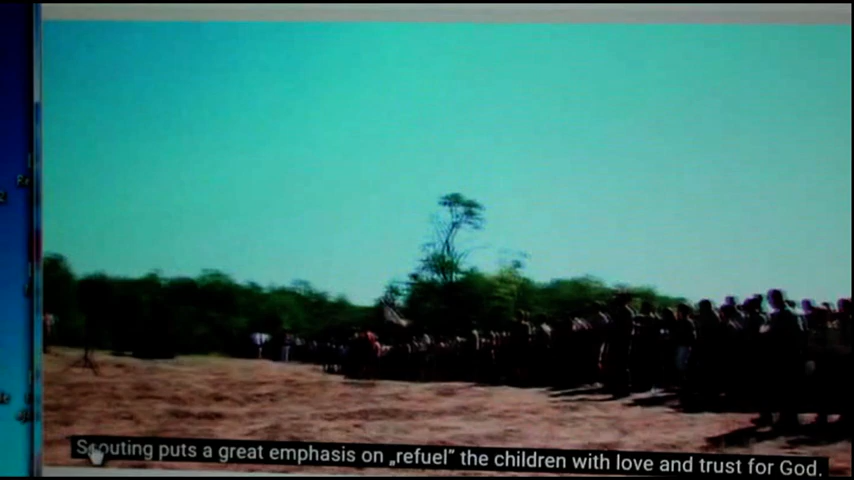 Scouting puts a great emphasis on „refuel” the children with love and trust for God.